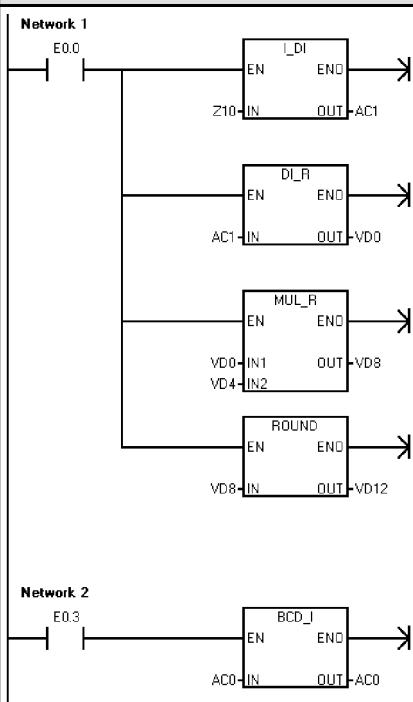 Network 1
E0.0
I_DI
EN ENO
Z10 IN OUT AC1
DI_R
EN ENO
AC1 IN OUT VD0
MUL_R
EN ENO
VD0 IN1 OUT VD8
VD4 IN2
ROUND
EN ENO
VD8 IN OUT VD12
Network 2
E0.3
BCD_I
EN ENO
AC0 IN OUT AC0